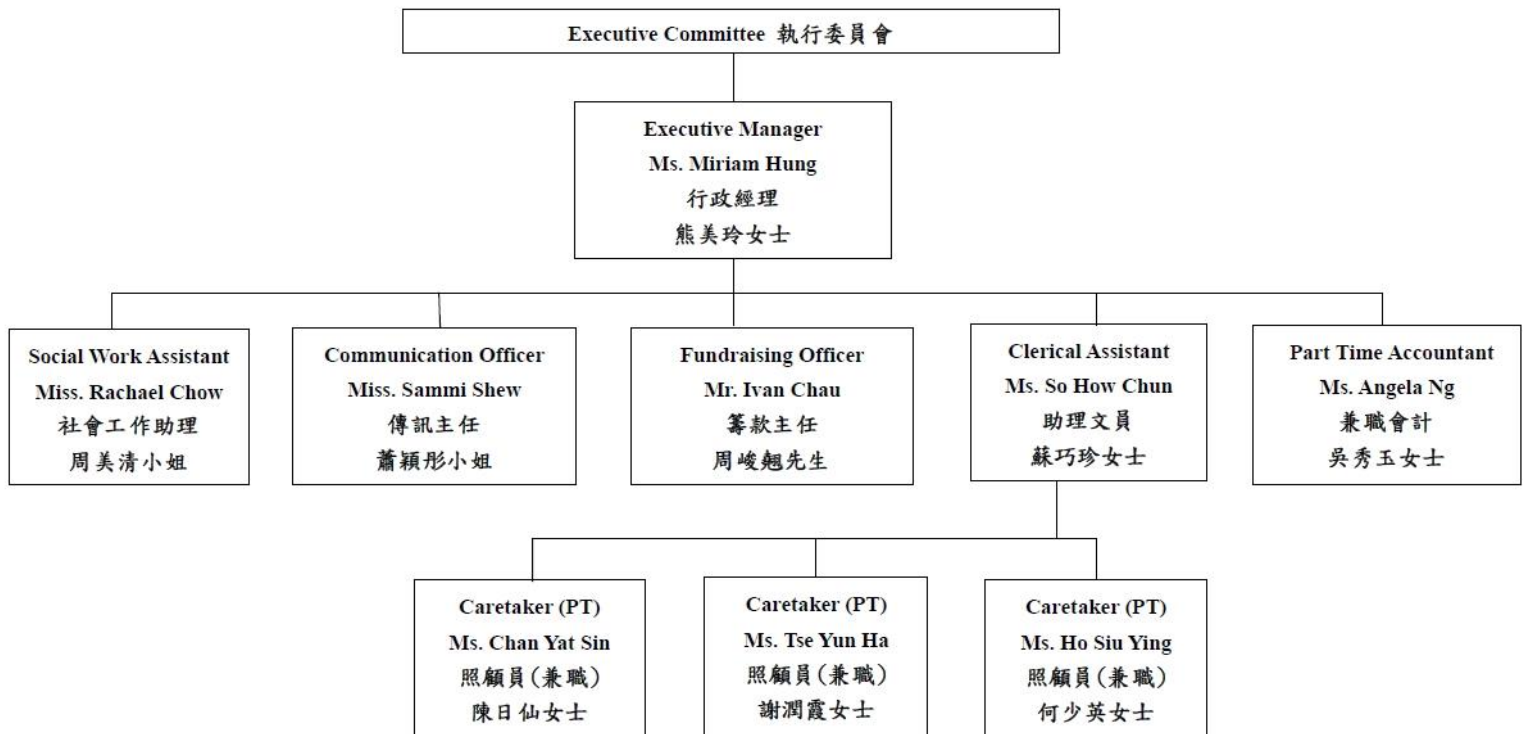 Executive Committee 執行委員會
Executive Manager
Ms. Miriam Hung
行政經理
熊美玲女士
Social Work Assistant
Miss. Rachael Chow
社會工作助理
周美清小姐
Communication Officer
Miss. Sammi Shew
傳訊主任
蕭穎彤小姐
Fundraising Officer
Mr. Ivan Chau
籌款主任
周峻翹先生
Clerical Assistant
Ms. So How Chun
助理文員
蘇巧珍女士
Part Time Accountant
Ms. Angela Ng
兼職會計
吳秀玉女士
Caretaker (PT)
Ms. Chan Yat Sin
照顧員(兼職)
陳日仙女士
Caretaker (PT)
Ms. Tse Yun Ha
照顧員(兼職)
謝潤霞女士
Caretaker (PT)
Ms. Ho Siu Ying
照顧員(兼職)
何少英女士